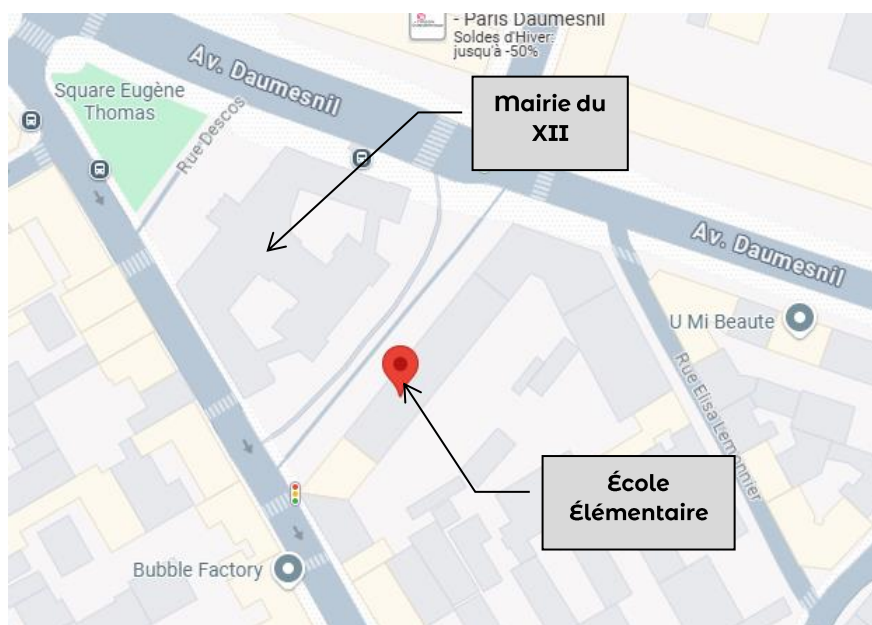 - Paris Daumesnil
Soldes d'Hiver:
jusqu'à -50%
Av. Daumesnil
Square Eugène
Thomas
Rue Descos
Mairie du
XII
Av. Daumesnil
U Mi Beaute
Rue Elisa Lemonnier
École
Élémentaire
Bubble Factory